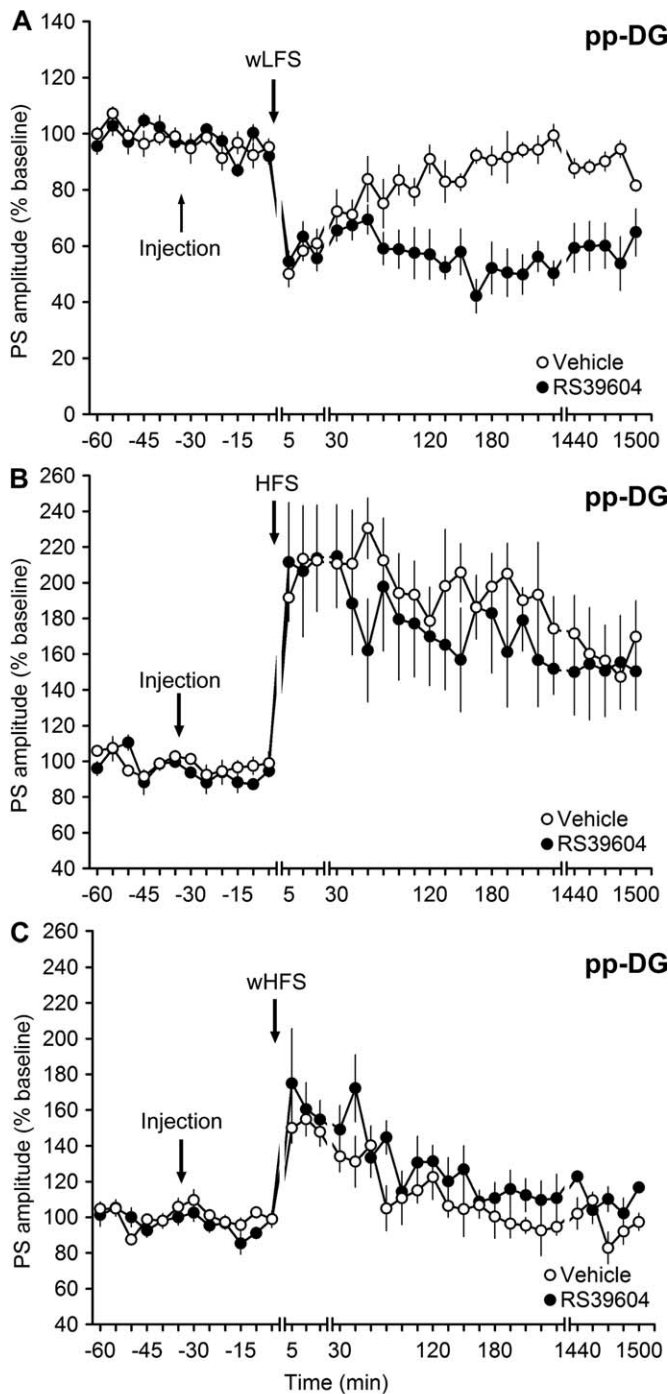 A
pp-DG
140
120
100
80
60
40
20
0
PS amplitude (% baseline)
wLFS
Injection
Vehicle
RS39604
-60 -45 -30 -15 5 30 120 180 1440 1500
B
pp-DG
260
240
220
200
180
160
140
120
100
80
60
40
PS amplitude (% baseline)
HFS
Injection
Vehicle
RS39604
-60 -45 -30 -15 5 30 120 180 1440 1500
C
pp-DG
260
240
220
200
180
160
140
120
100
80
60
40
PS amplitude (% baseline)
wHFS
Injection
Vehicle
RS39604
-60 -45 -30 -15 5 30 120 180 1440 1500
Time (min)